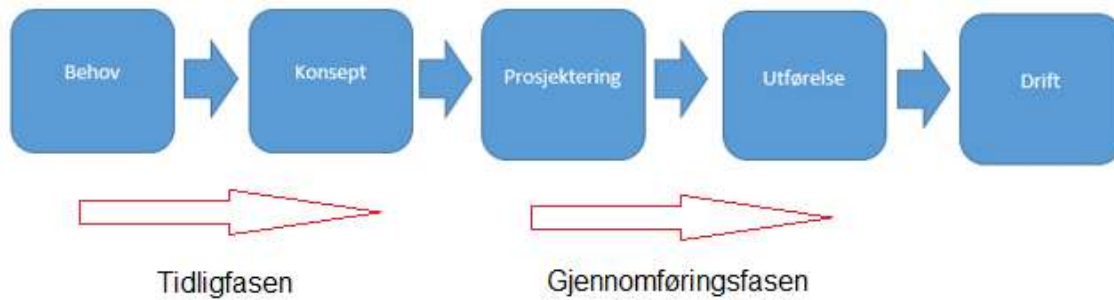 Behov
Konsept
Prosjektering
Utførelse
Drift
Tidligfasen
Gjennomføringsfasen